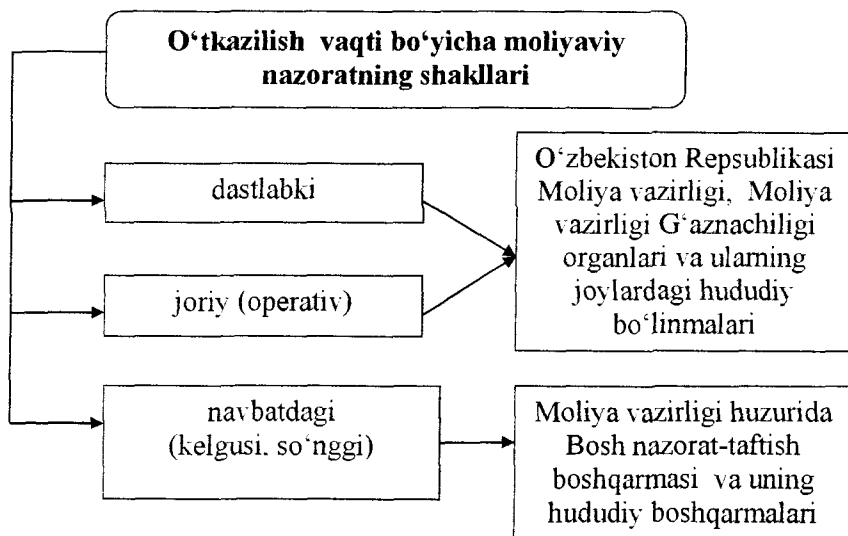 O‘tkazilish vaqti bo‘yicha moliyaviy
nazoratning shakllari
dastlabki
joriy (operativ)
navbatdagi
(kelgusi, so‘nggi)
O‘zbekiston Repsublikasi
Moliya vazirligi, Moliya
vazirligi G‘aznachiligi
organlari va ularning
joylardagi hududiy
bo‘linmalari
Moliya vazirligi huzurida
Bosh nazorat-taftish
boshqarmasi va uning
hududiy boshqarmalari